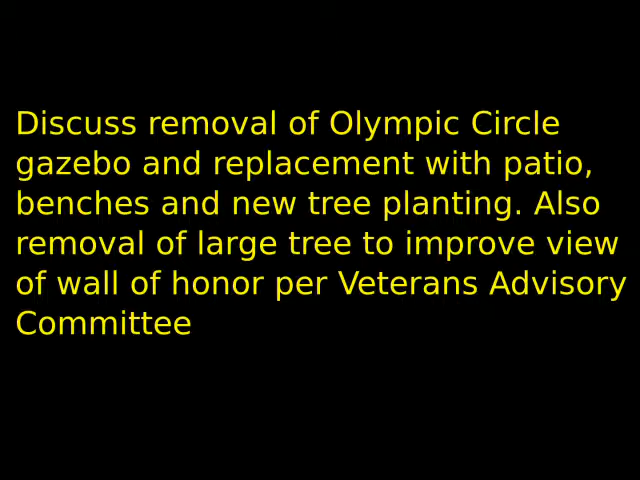 Discuss removal of Olympic Circle
gazebo and replacement with patio,
benches and new tree planting. Also
removal of large tree to improve view
of wall of honor per Veterans Advisory
Committee